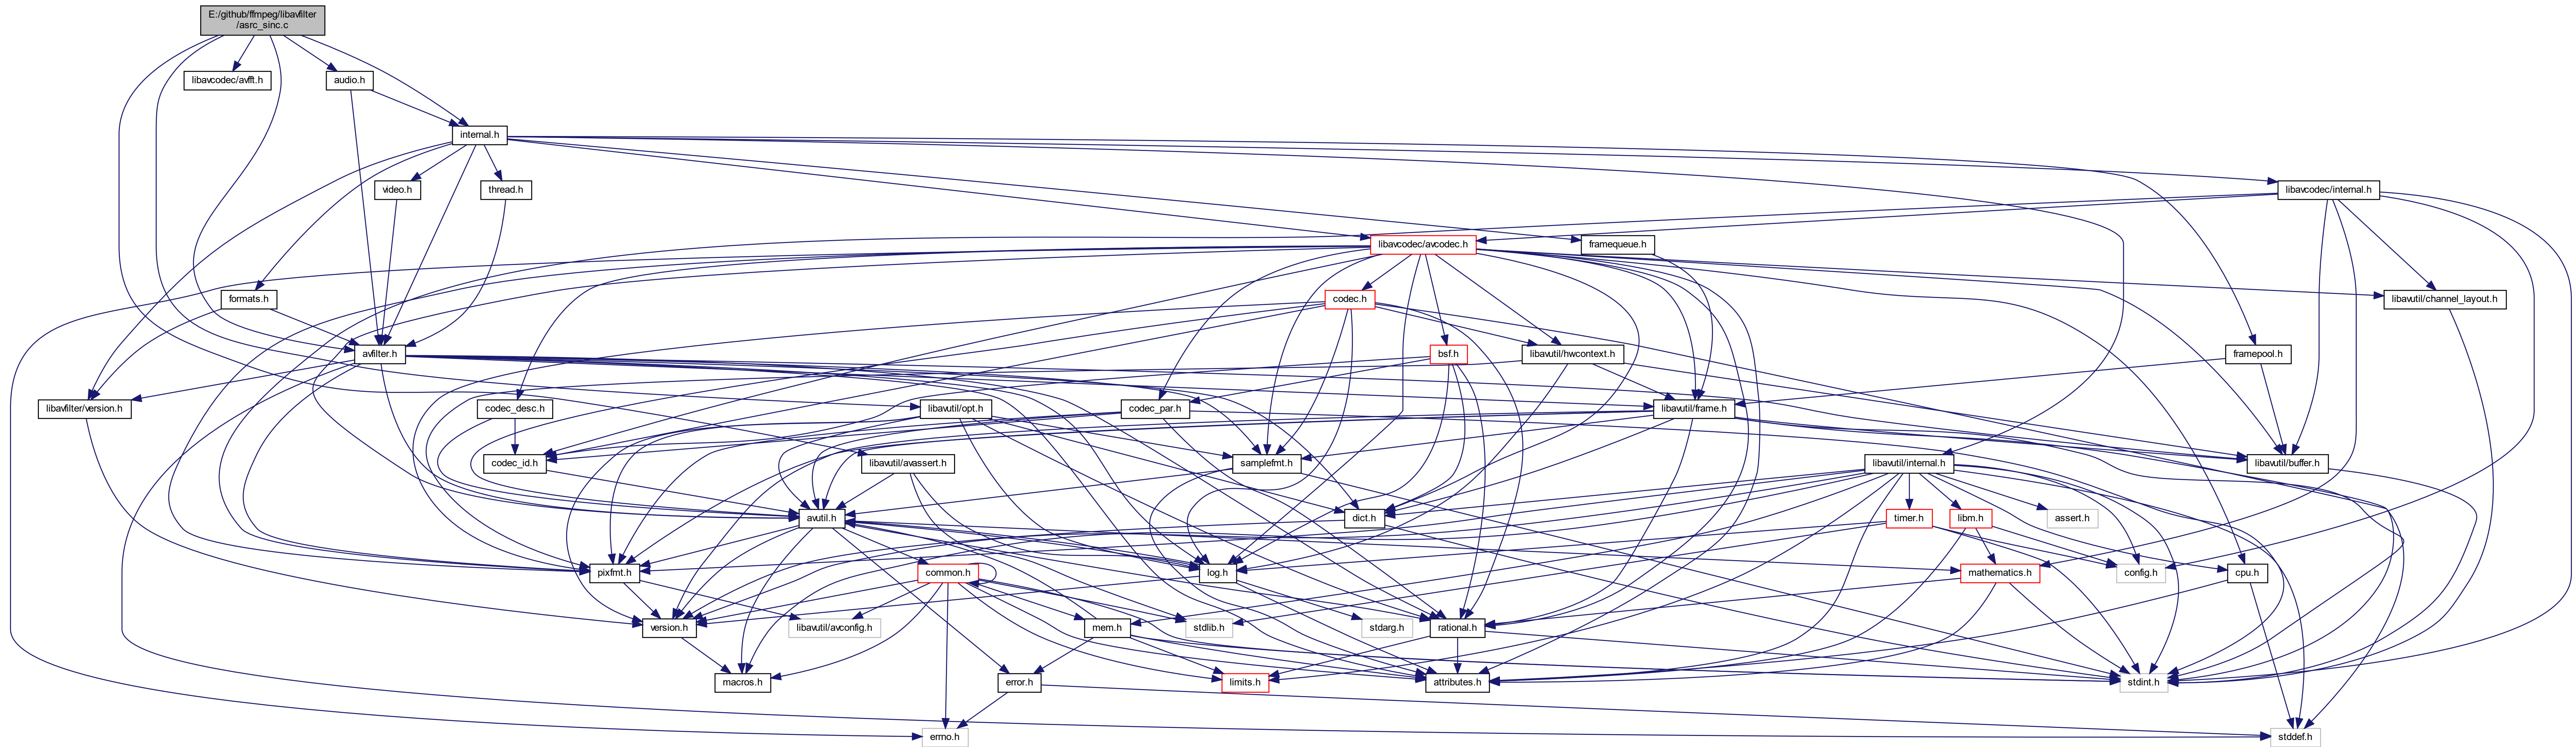 E:/github/ffmpeg/libavfilter
/asrc_sinc.c
libavcodec/avfft.h
audio.h
internal.h
video.h
thread.h
libavcodec/internal.h
libavcodec/avcodec.h
framequeue.h
formats.h
codec.h
libavutil/channel_layout.h
avfilter.h
bsf.h
libavutil/hwcontext.h
framepool.h
libavfilter/version.h
codec_desc.h
libavutil/opt.h
codec_par.h
libavutil/frame.h
codec_id.h
libavutil/avassert.h
samplefmt.h
libavutil/internal.h
libavutil/buffer.h
avutil.h
dict.h
timer.h
libm.h
assert.h
pixfmt.h
common.h
log.h
mathematics.h
config.h
cpu.h
version.h
libavutil/avconfig.h
mem.h
stdlib.h
stdarg.h
rational.h
macros.h
error.h
limits.h
attributes.h
stdint.h
errno.h
stddef.h